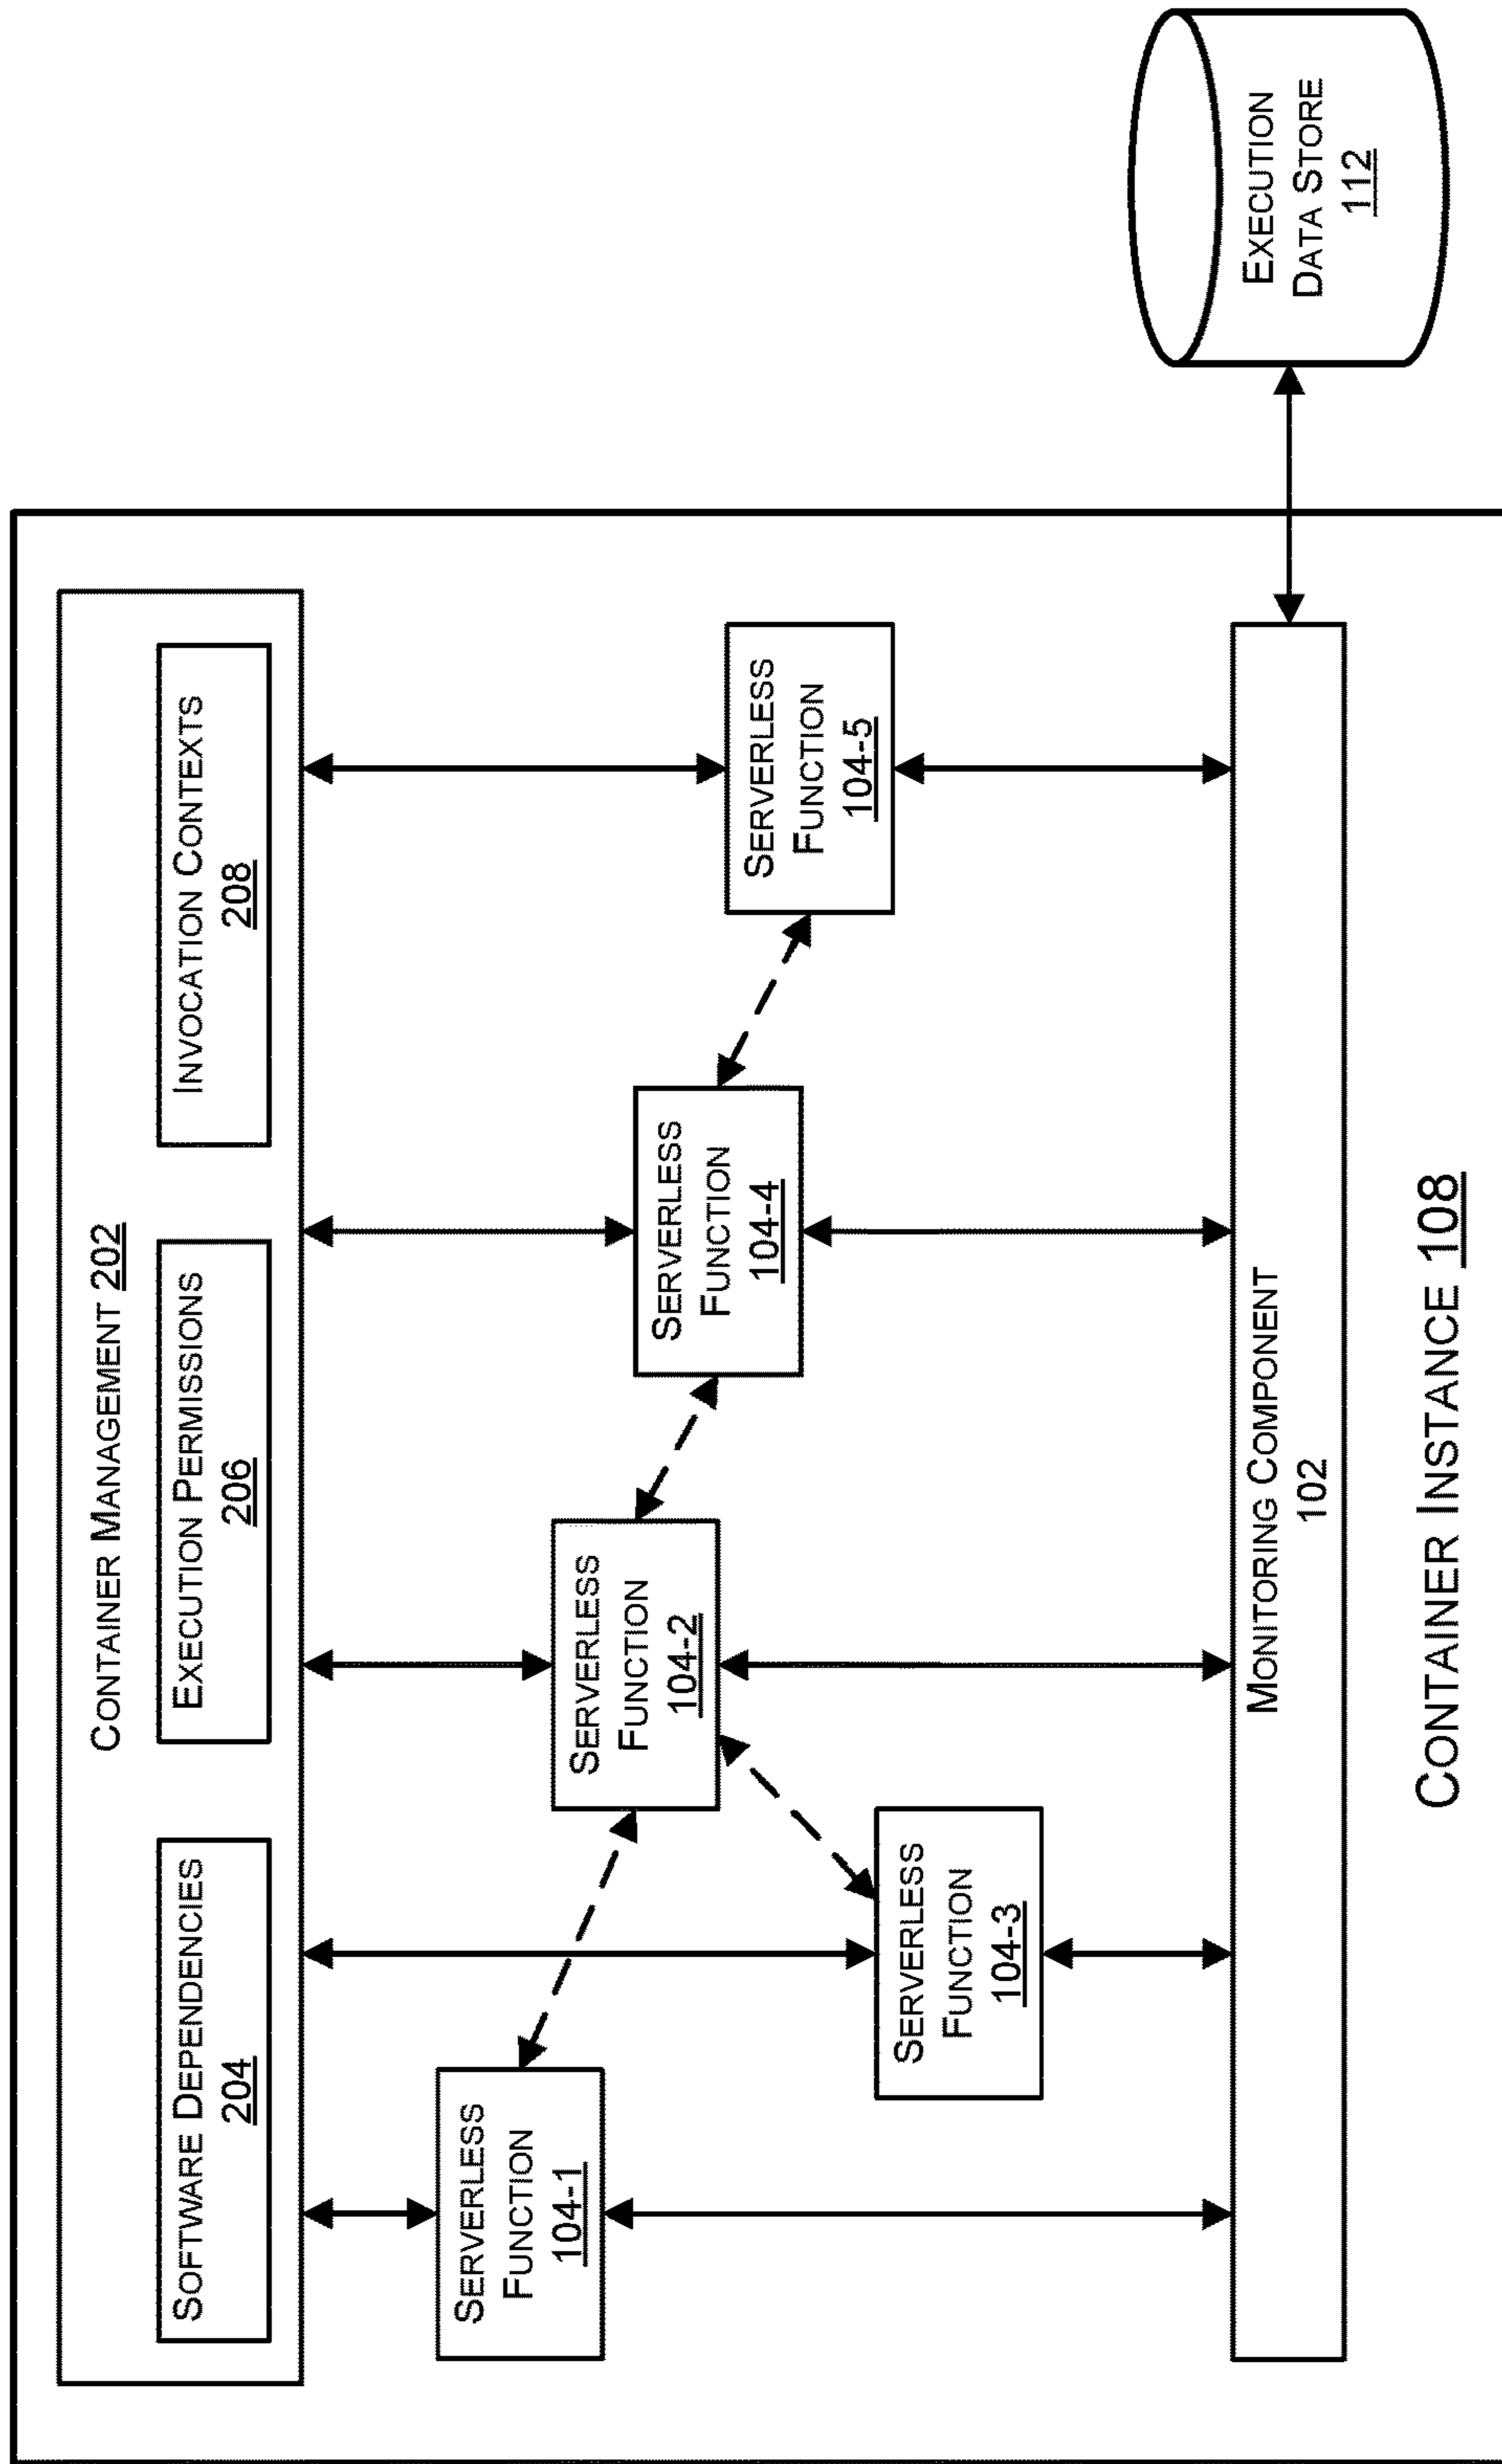 CONTAINER MANAGEMENT 202
SOFTWARE DEPENDENCIES
204
EXECUTION PERMISSIONS
206
INVOCATION CONTEXTS
208
SERVERLESS
FUNCTION
104-1
SERVERLESS
FUNCTION
104-2
SERVERLESS
FUNCTION
104-3
SERVERLESS
FUNCTION
104-4
SERVERLESS
FUNCTION
104-5
MONITORING COMPONENT
102
EXECUTION
DATA STORE
112
CONTAINER INSTANCE 108